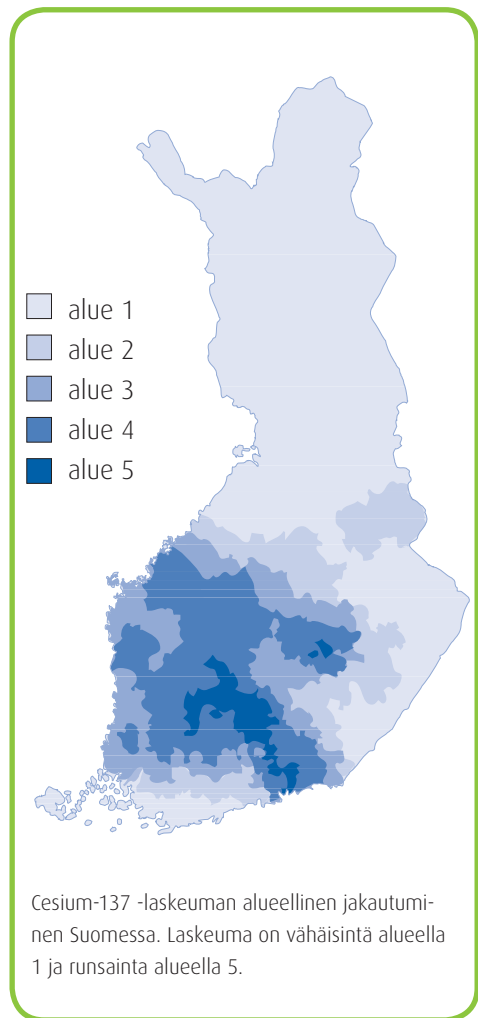 alue 1
alue 2
alue 3
alue 4
alue 5
Cesium-137 -laskeuman alueellinen jakautumi-
nen Suomessa. Laskeuma on vähäisintä alueella
1 ja runsainta alueella 5.